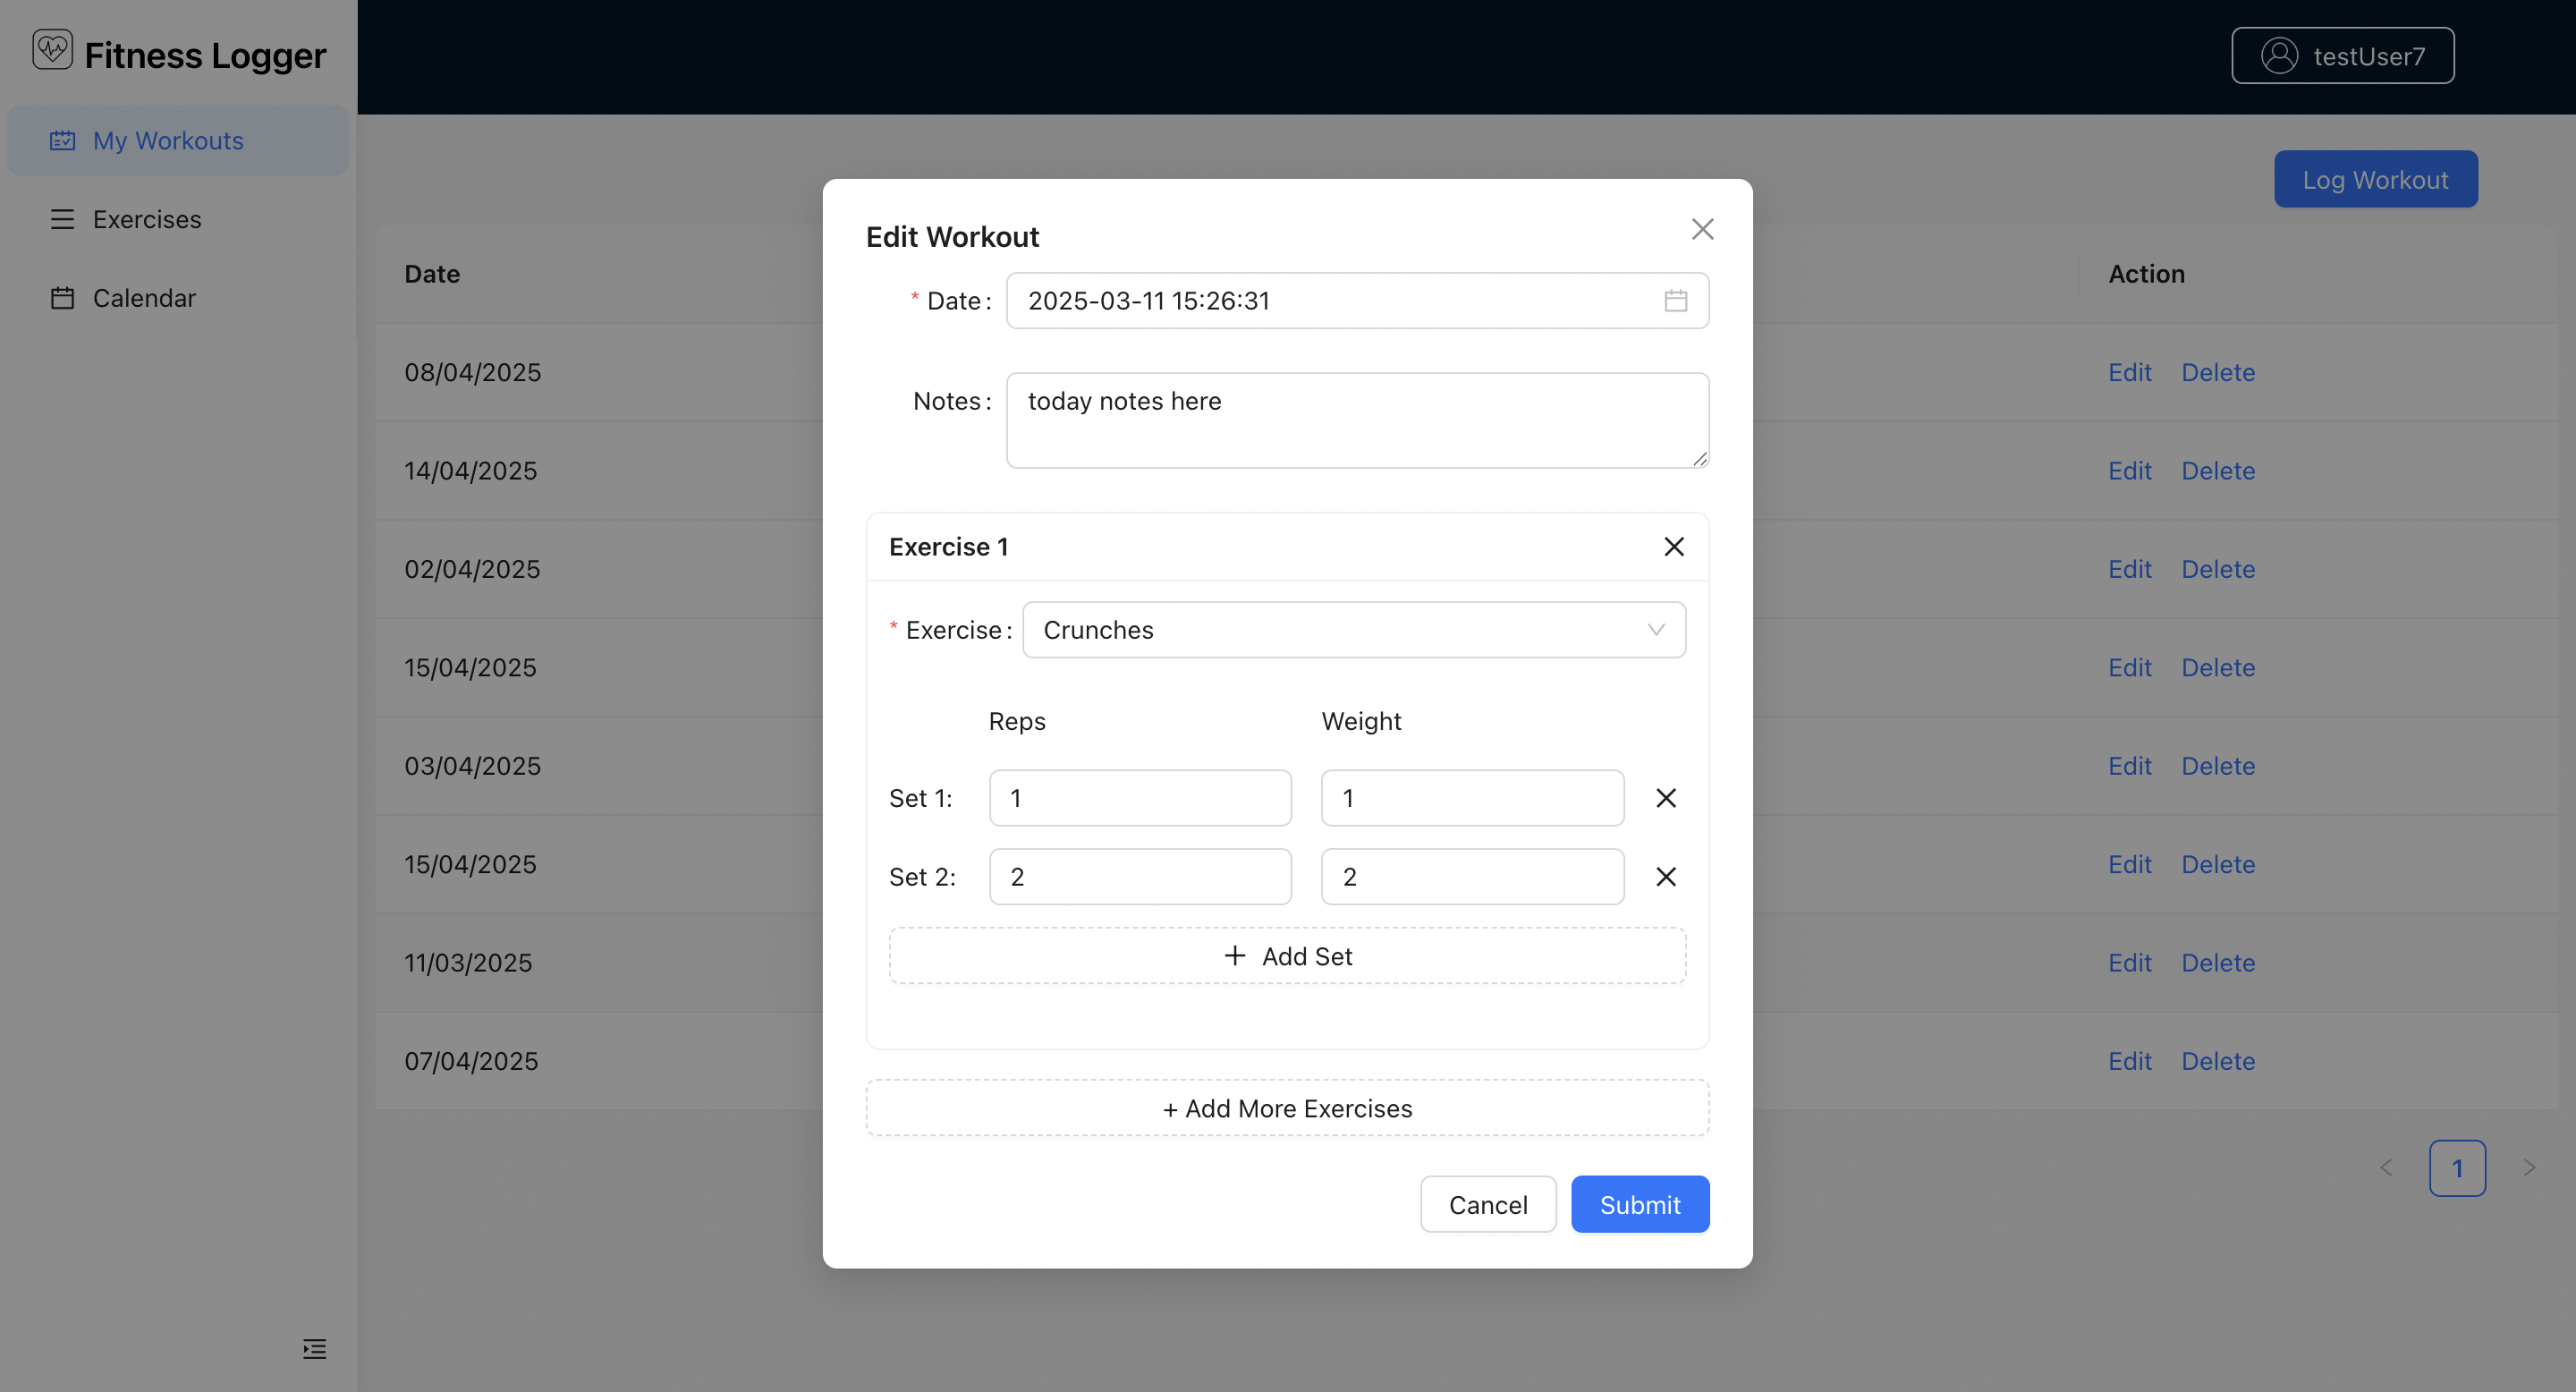 Fitness Logger
testUser7
My Workouts
Exercises
Calendar
Log Workout
Date
Action
08/04/2025
Edit Delete
14/04/2025
Edit Delete
02/04/2025
Edit Delete
15/04/2025
Edit Delete
03/04/2025
Edit Delete
15/04/2025
Edit Delete
11/03/2025
Edit Delete
07/04/2025
Edit Delete
1
Edit Workout
* Date: 2025-03-11 15:26:31
Notes: today notes here
Exercise 1
* Exercise: Crunches
Reps Weight
Set 1: 1 1
Set 2: 2 2
+ Add Set
+ Add More Exercises
Cancel Submit